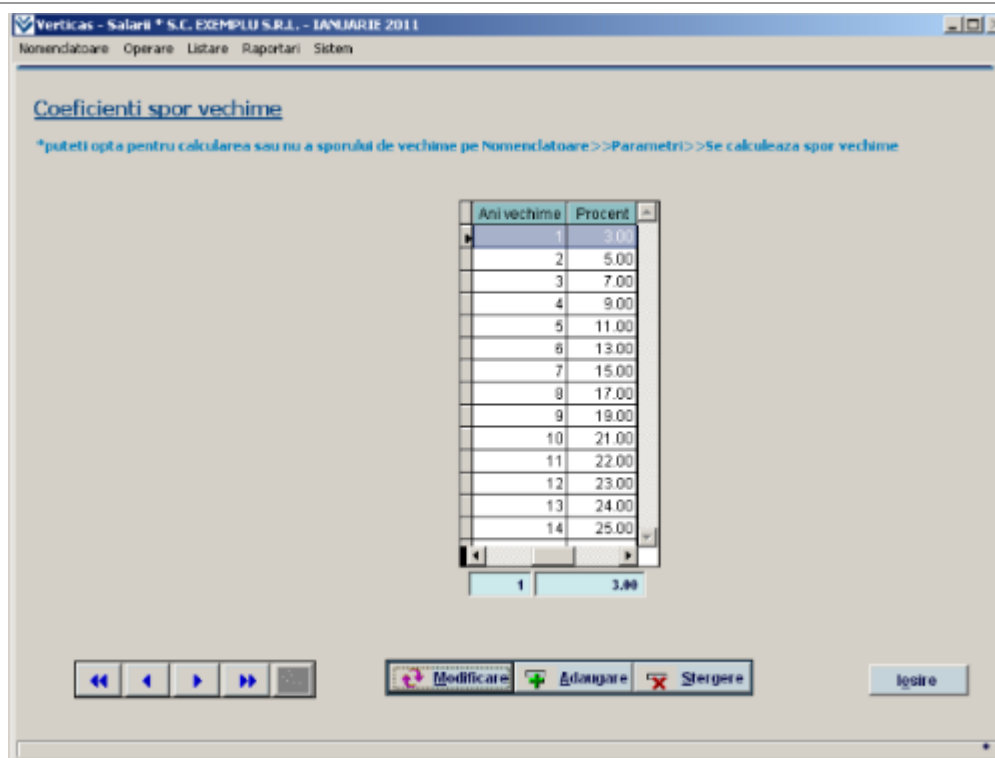 Verticas - Salarii * S.C. EXEMPLU S.R.L. - IANUARIE 2011
Nomenclatoare Operare Listare Raportari Sistem
Coeficienti spor vechime
*puteti opta pentru calcularea sau nu a sporului de vechime pe Nomenclatoare>>Parametri>>Se calculeaza spor vechime
Ani vechime Procent
1 3.00
2 5.00
3 7.00
4 9.00
5 11.00
6 13.00
7 15.00
8 17.00
9 19.00
10 21.00
11 22.00
12 23.00
13 24.00
14 25.00
1 3.00
Modificare Adaugare Stergere Iesire